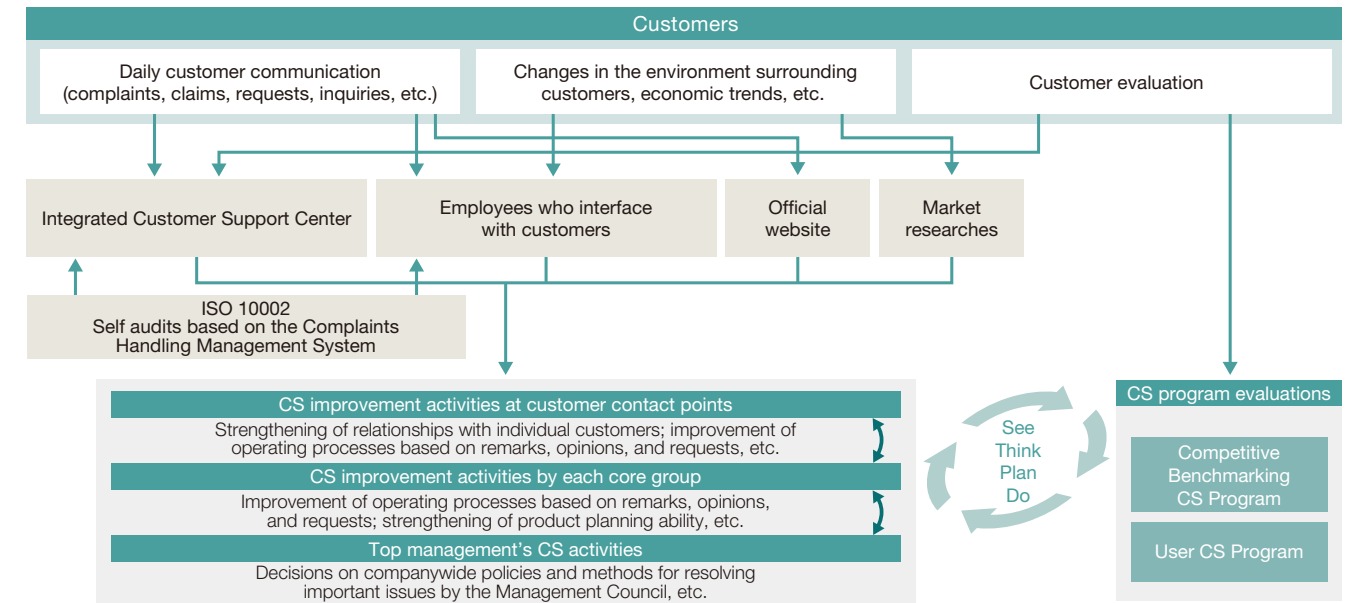 Customers
Daily customer communication
(complaints, claims, requests, inquiries, etc.)
Changes in the environment surrounding
customers, economic trends, etc.
Customer evaluation
Integrated Customer Support Center
Employees who interface
with customers
Official
website
Market
researches
ISO 10002
Self audits based on the Complaints
Handling Management System
CS improvement activities at customer contact points
Strengthening of relationships with individual customers; improvement of
operating processes based on remarks, opinions, and requests, etc.
CS improvement activities by each core group
Improvement of operating processes based on remarks, opinions,
and requests; strengthening of product planning ability, etc.
Top management’s CS activities
Decisions on companywide policies and methods for resolving
important issues by the Management Council, etc.
See
Think
Plan
Do
CS program evaluations
Competitive
Benchmarking
CS Program
User CS Program